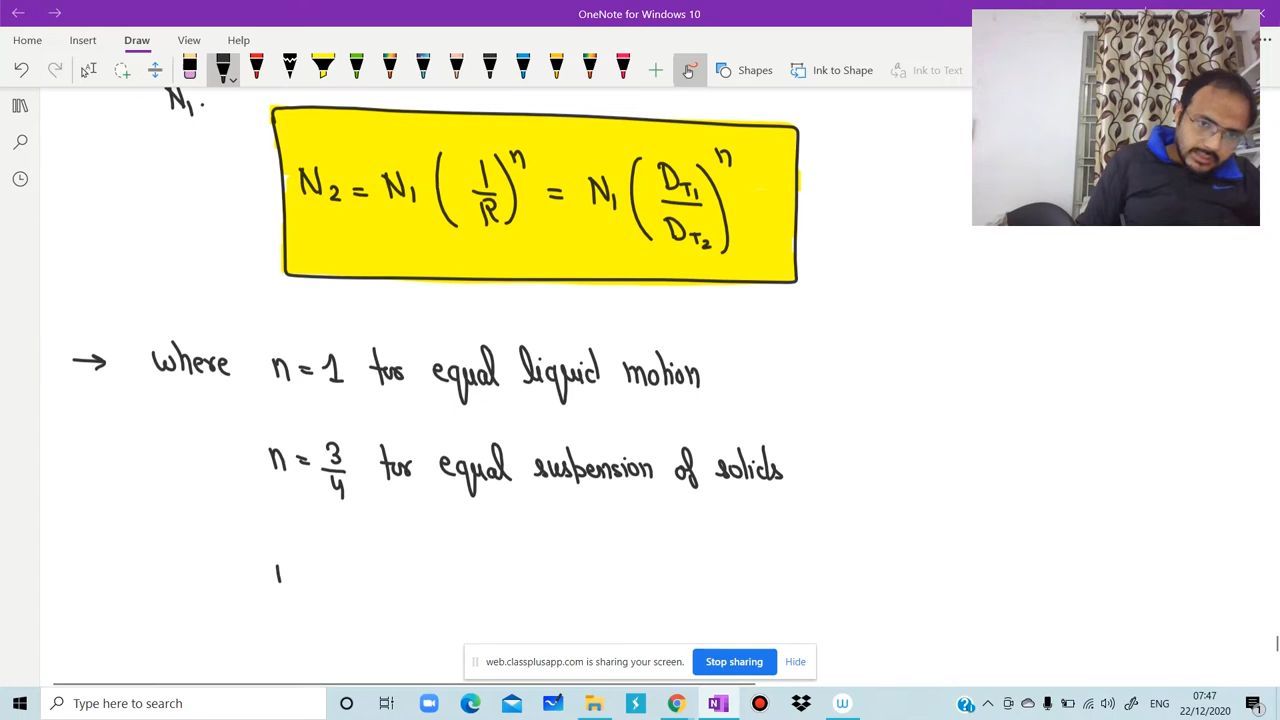 OneNote for Windows 10
Home Insert Draw View Help
Shapes Ink to Shape Ink to Text
N₁.
N₂ = N₁ (1/R)ⁿ = N₁ (D_T₁/D_T₂)ⁿ
→ where n = 1 for equal liquid motion
n = 3/4 for equal suspension of solids
web.classplusapp.com is sharing your screen. Stop sharing Hide
Type here to search
ENG
07:47
22/12/2020